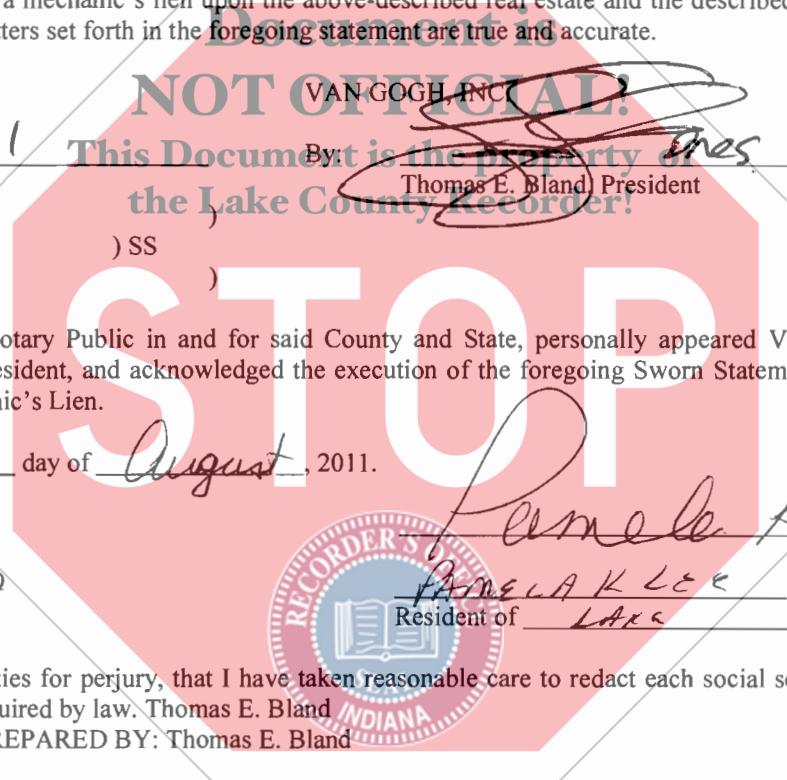 a mechanic's lien upon the above-described real estate and the described
tters set forth in the foregoing statement are true and accurate.
Document is
NOT OFFICIAL!
This Document is the property
the Lake County Recorder!
VAN GOGH, INC.
By: Pres
Thomas E. Bland, President
)
) SS
)
STOP
otary Public in and for said County and State, personally appeared V
esident, and acknowledged the execution of the foregoing Sworn Statem
nic's Lien.
day of August, 2011.
Pamela K
PAMELA K LEE
Resident of LAKE
RECORDER'S OFFICE
SEAL
INDIANA
ties for perjury, that I have taken reasonable care to redact each social se
uired by law. Thomas E. Bland
REPARED BY: Thomas E. Bland